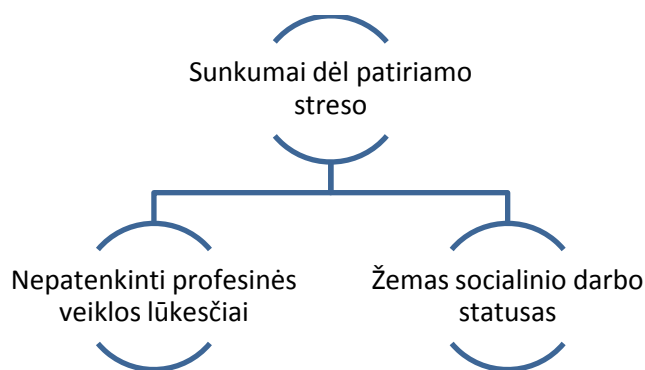 Sunkumai dėl patiriamo
streso
Nepatenkinti profesinės
veiklos lūkesčiai
Žemas socialinio darbo
statusas